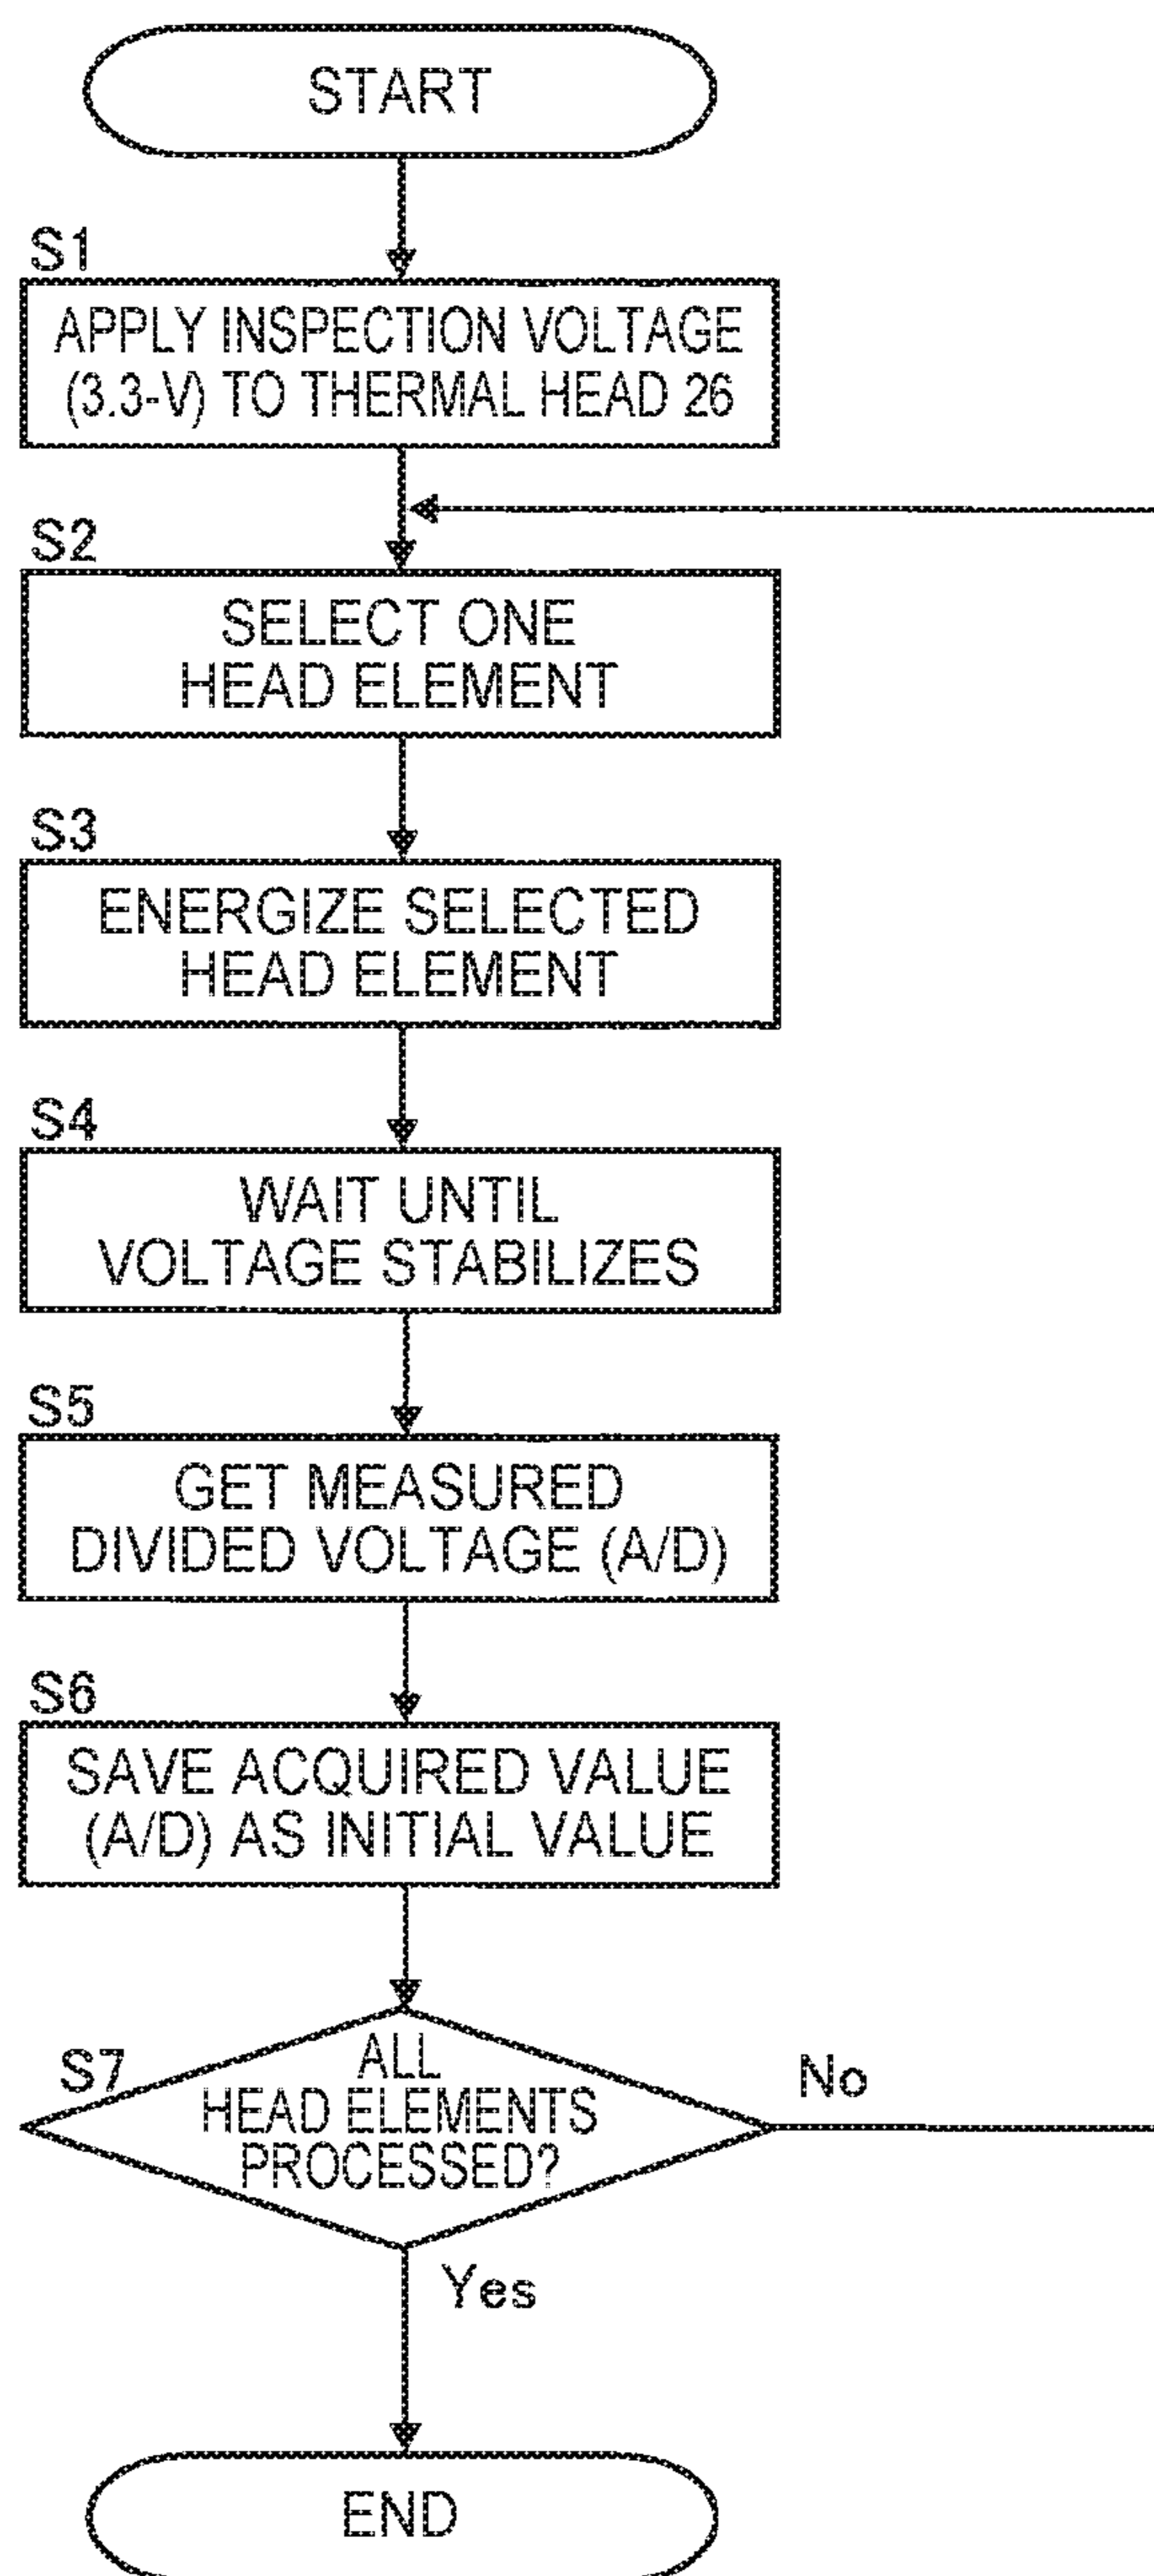 START
S1
APPLY INSPECTION VOLTAGE
(3.3-V) TO THERMAL HEAD 26
S2
SELECT ONE
HEAD ELEMENT
S3
ENERGIZE SELECTED
HEAD ELEMENT
S4
WAIT UNTIL
VOLTAGE STABILIZES
S5
GET MEASURED
DIVIDED VOLTAGE (A/D)
S6
SAVE ACQUIRED VALUE
(A/D) AS INITIAL VALUE
S7
ALL
HEAD ELEMENTS
PROCESSED?
No
Yes
END